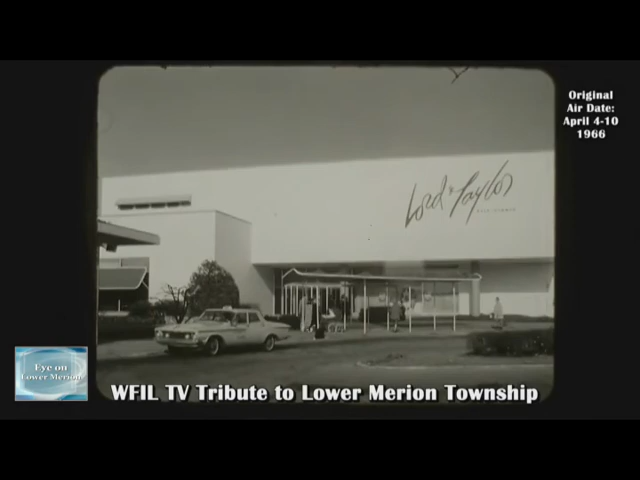 Original
Air Date:
April 4-10
1966
Lord & Taylor
Eye on
Lower Merion
WFIL TV Tribute to Lower Merion Township